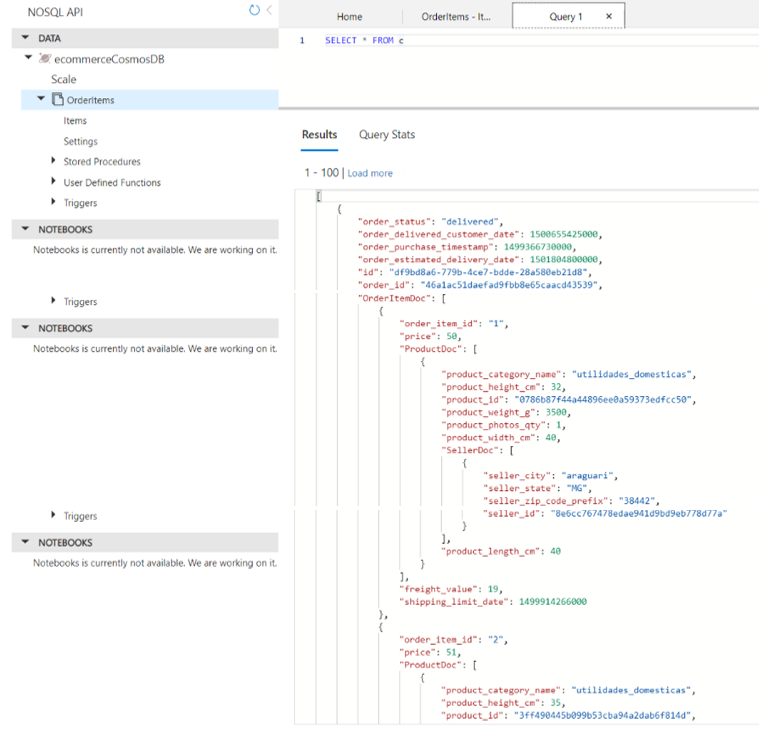 NOSQL API
DATA
ecommerceCosmosDB
Scale
OrderItems
Items
Settings
Stored Procedures
User Defined Functions
Triggers
NOTEBOOKS
Notebooks is currently not available. We are working on it.
Triggers
NOTEBOOKS
Notebooks is currently not available. We are working on it.
Triggers
NOTEBOOKS
Notebooks is currently not available. We are working on it.
Home
OrderItems - It...
Query 1
1 SELECT * FROM c
Results Query Stats
1 - 100 | Load more
[
{
"order_status": "delivered",
"order_delivered_customer_date": 1500655425000,
"order_purchase_timestamp": 1499366730000,
"order_estimated_delivery_date": 1501804800000,
"id": "df9bd8a6-779b-4ce7-bdde-28a580eb21d8",
"order_id": "46a1ac51daefad9fbb8e65caacd43539",
"OrderItemDoc": [
{
"order_item_id": "1",
"price": 50,
"ProductDoc": [
{
"product_category_name": "utilidades_domesticas",
"product_height_cm": 32,
"product_id": "0786b87f44a44896ee0a59373edfcc50",
"product_weight_g": 3500,
"product_photos_qty": 1,
"product_width_cm": 40,
"SellerDoc": [
{
"seller_city": "araguari",
"seller_state": "MG",
"seller_zip_code_prefix": "38442",
"seller_id": "8e6cc767478edae941d9bd9eb778d77a"
}
],
"product_length_cm": 40
}
],
"freight_value": 19,
"shipping_limit_date": 1499914266000
},
{
"order_item_id": "2",
"price": 51,
"ProductDoc": [
{
"product_category_name": "utilidades_domesticas",
"product_height_cm": 35,
"product_id": "3ff490445b099b53cba94a2dab6f814d",